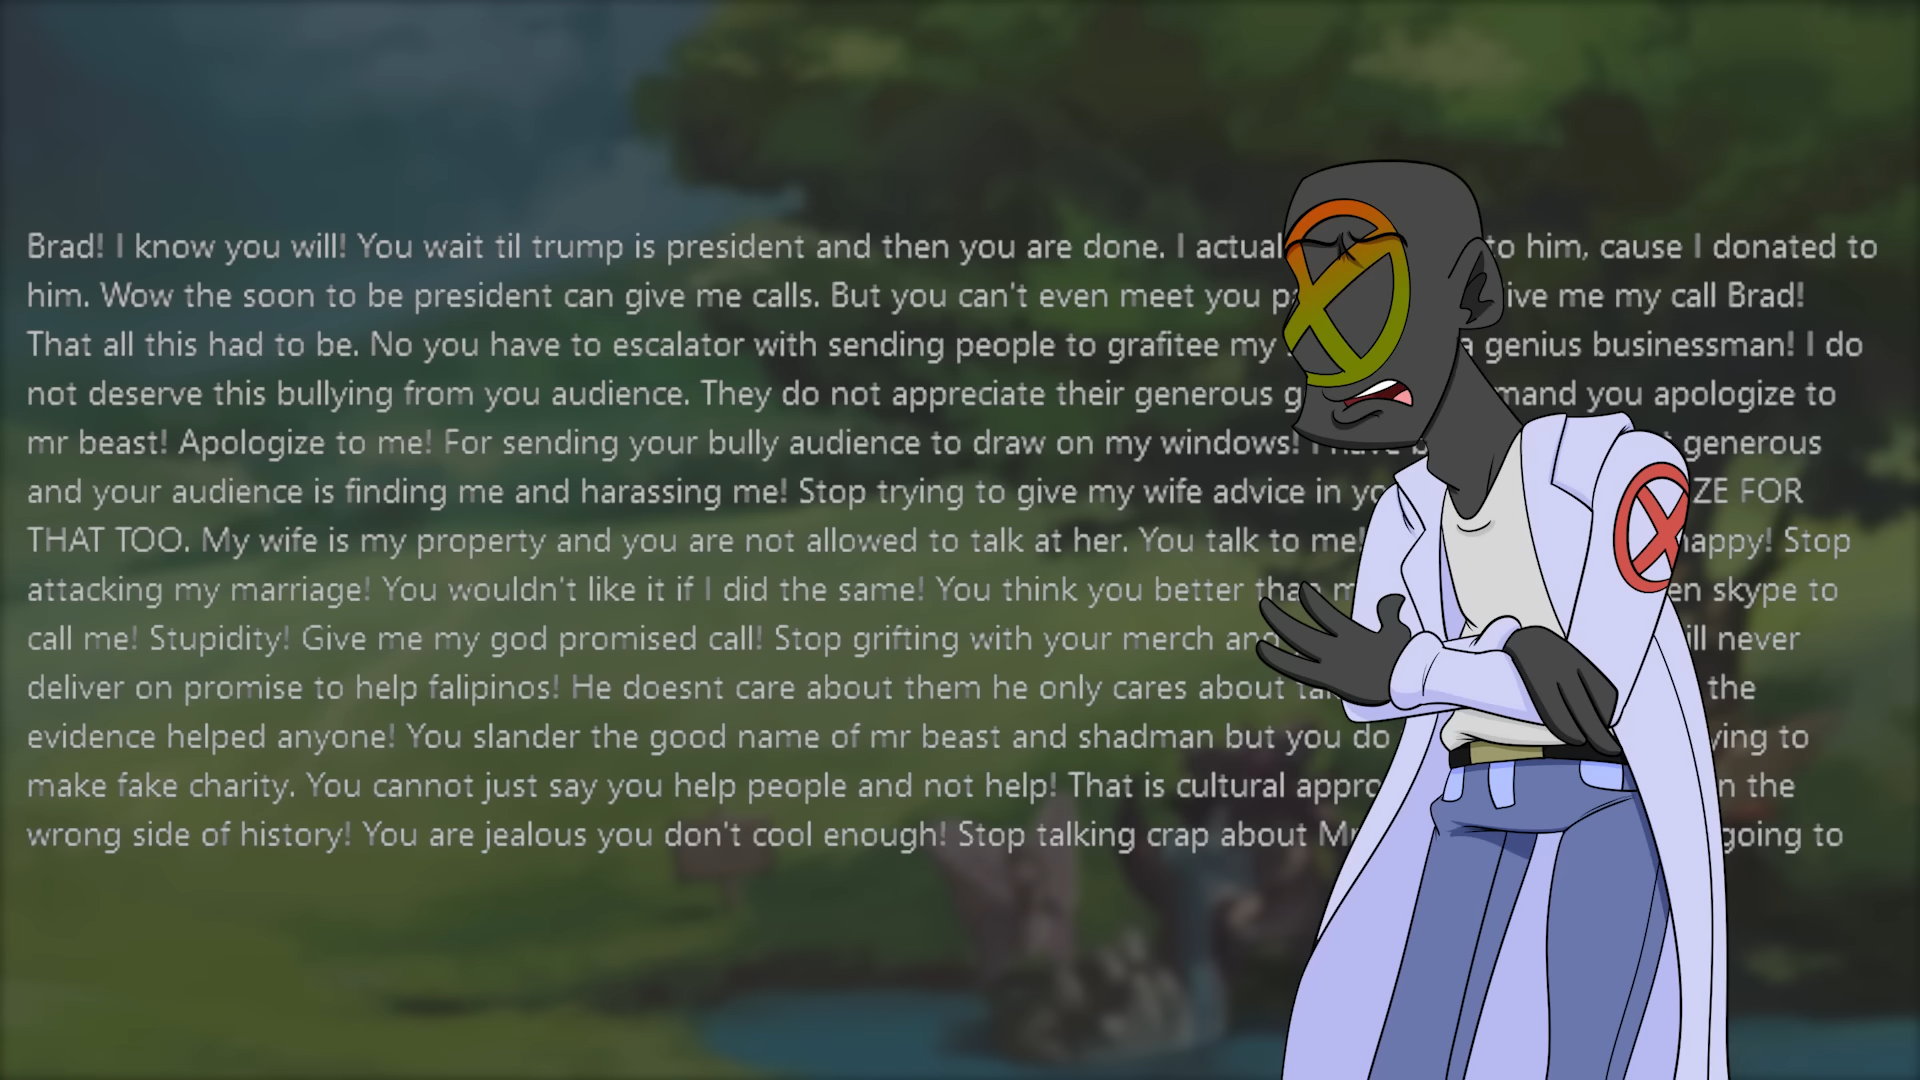 Brad! I know you will! You wait til trump is president and then you are done. I to him, cause I donated to
him. Wow the soon to be president can give me calls. But you can't even meet you me my call Brad!
That all this had to be. No you have to escalator with sending people to grafitee my a genius businessman! I do
not deserve this bullying from you audience. They do not appreciate their generous you apologize to
mr beast! Apologize to me! For sending your bully audience to draw on my windows! I generous
and your audience is finding me and harassing me! Stop trying to give my wife advice in FOR
THAT TOO. My wife is my property and you are not allowed to talk at her. You talk to me! Stop
attacking my marriage! You wouldn't like it if I did the same! You think you better than skype to
call me! Stupidity! Give me my god promised call! Stop grifting with your merch never
deliver on promise to help falipinos! He doesnt care about them he only cares about the
evidence helped anyone! You slander the good name of mr beast and shadman but you do to
make fake charity. You cannot just say you help people and not help! That is cultural the
wrong side of history! You are jealous you don't cool enough! Stop talking crap about going to